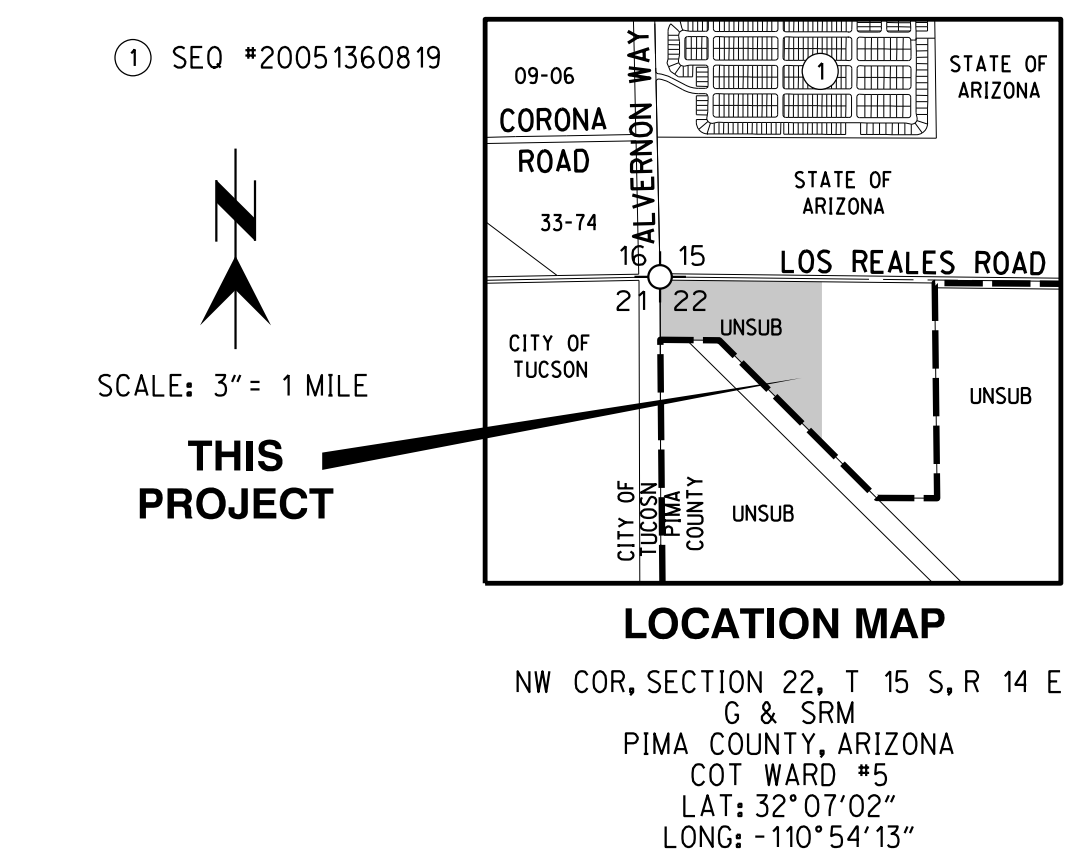 1 SEQ #20051360819
N
SCALE: 3"= 1 MILE
THIS
PROJECT
09-06
CORONA
ROAD
33-74
ALVERNON WAY
1
STATE OF
ARIZONA
STATE OF
ARIZONA
LOS REALES ROAD
16 15
21 22
UNSUB
CITY OF
TUCSON
UNSUB
CITY OF
TUCOSN
PIMA
COUNTY
UNSUB
LOCATION MAP
NW COR, SECTION 22, T 15 S, R 14 E
G & SRM
PIMA COUNTY, ARIZONA
COT WARD #5
LAT: 32°07'02"
LONG: -110°54'13"